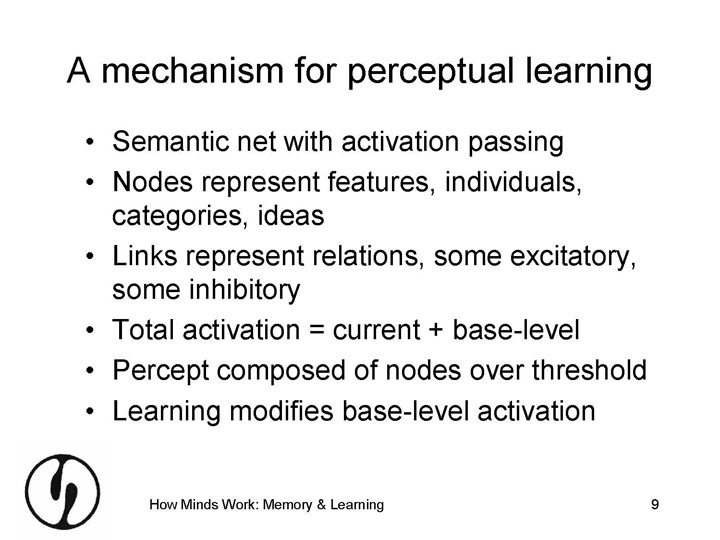 A mechanism for perceptual learning
• Semantic net with activation passing
• Nodes represent features, individuals,
categories, ideas
• Links represent relations, some excitatory,
some inhibitory
• Total activation = current + base-level
• Percept composed of nodes over threshold
• Learning modifies base-level activation
How Minds Work: Memory & Learning
9